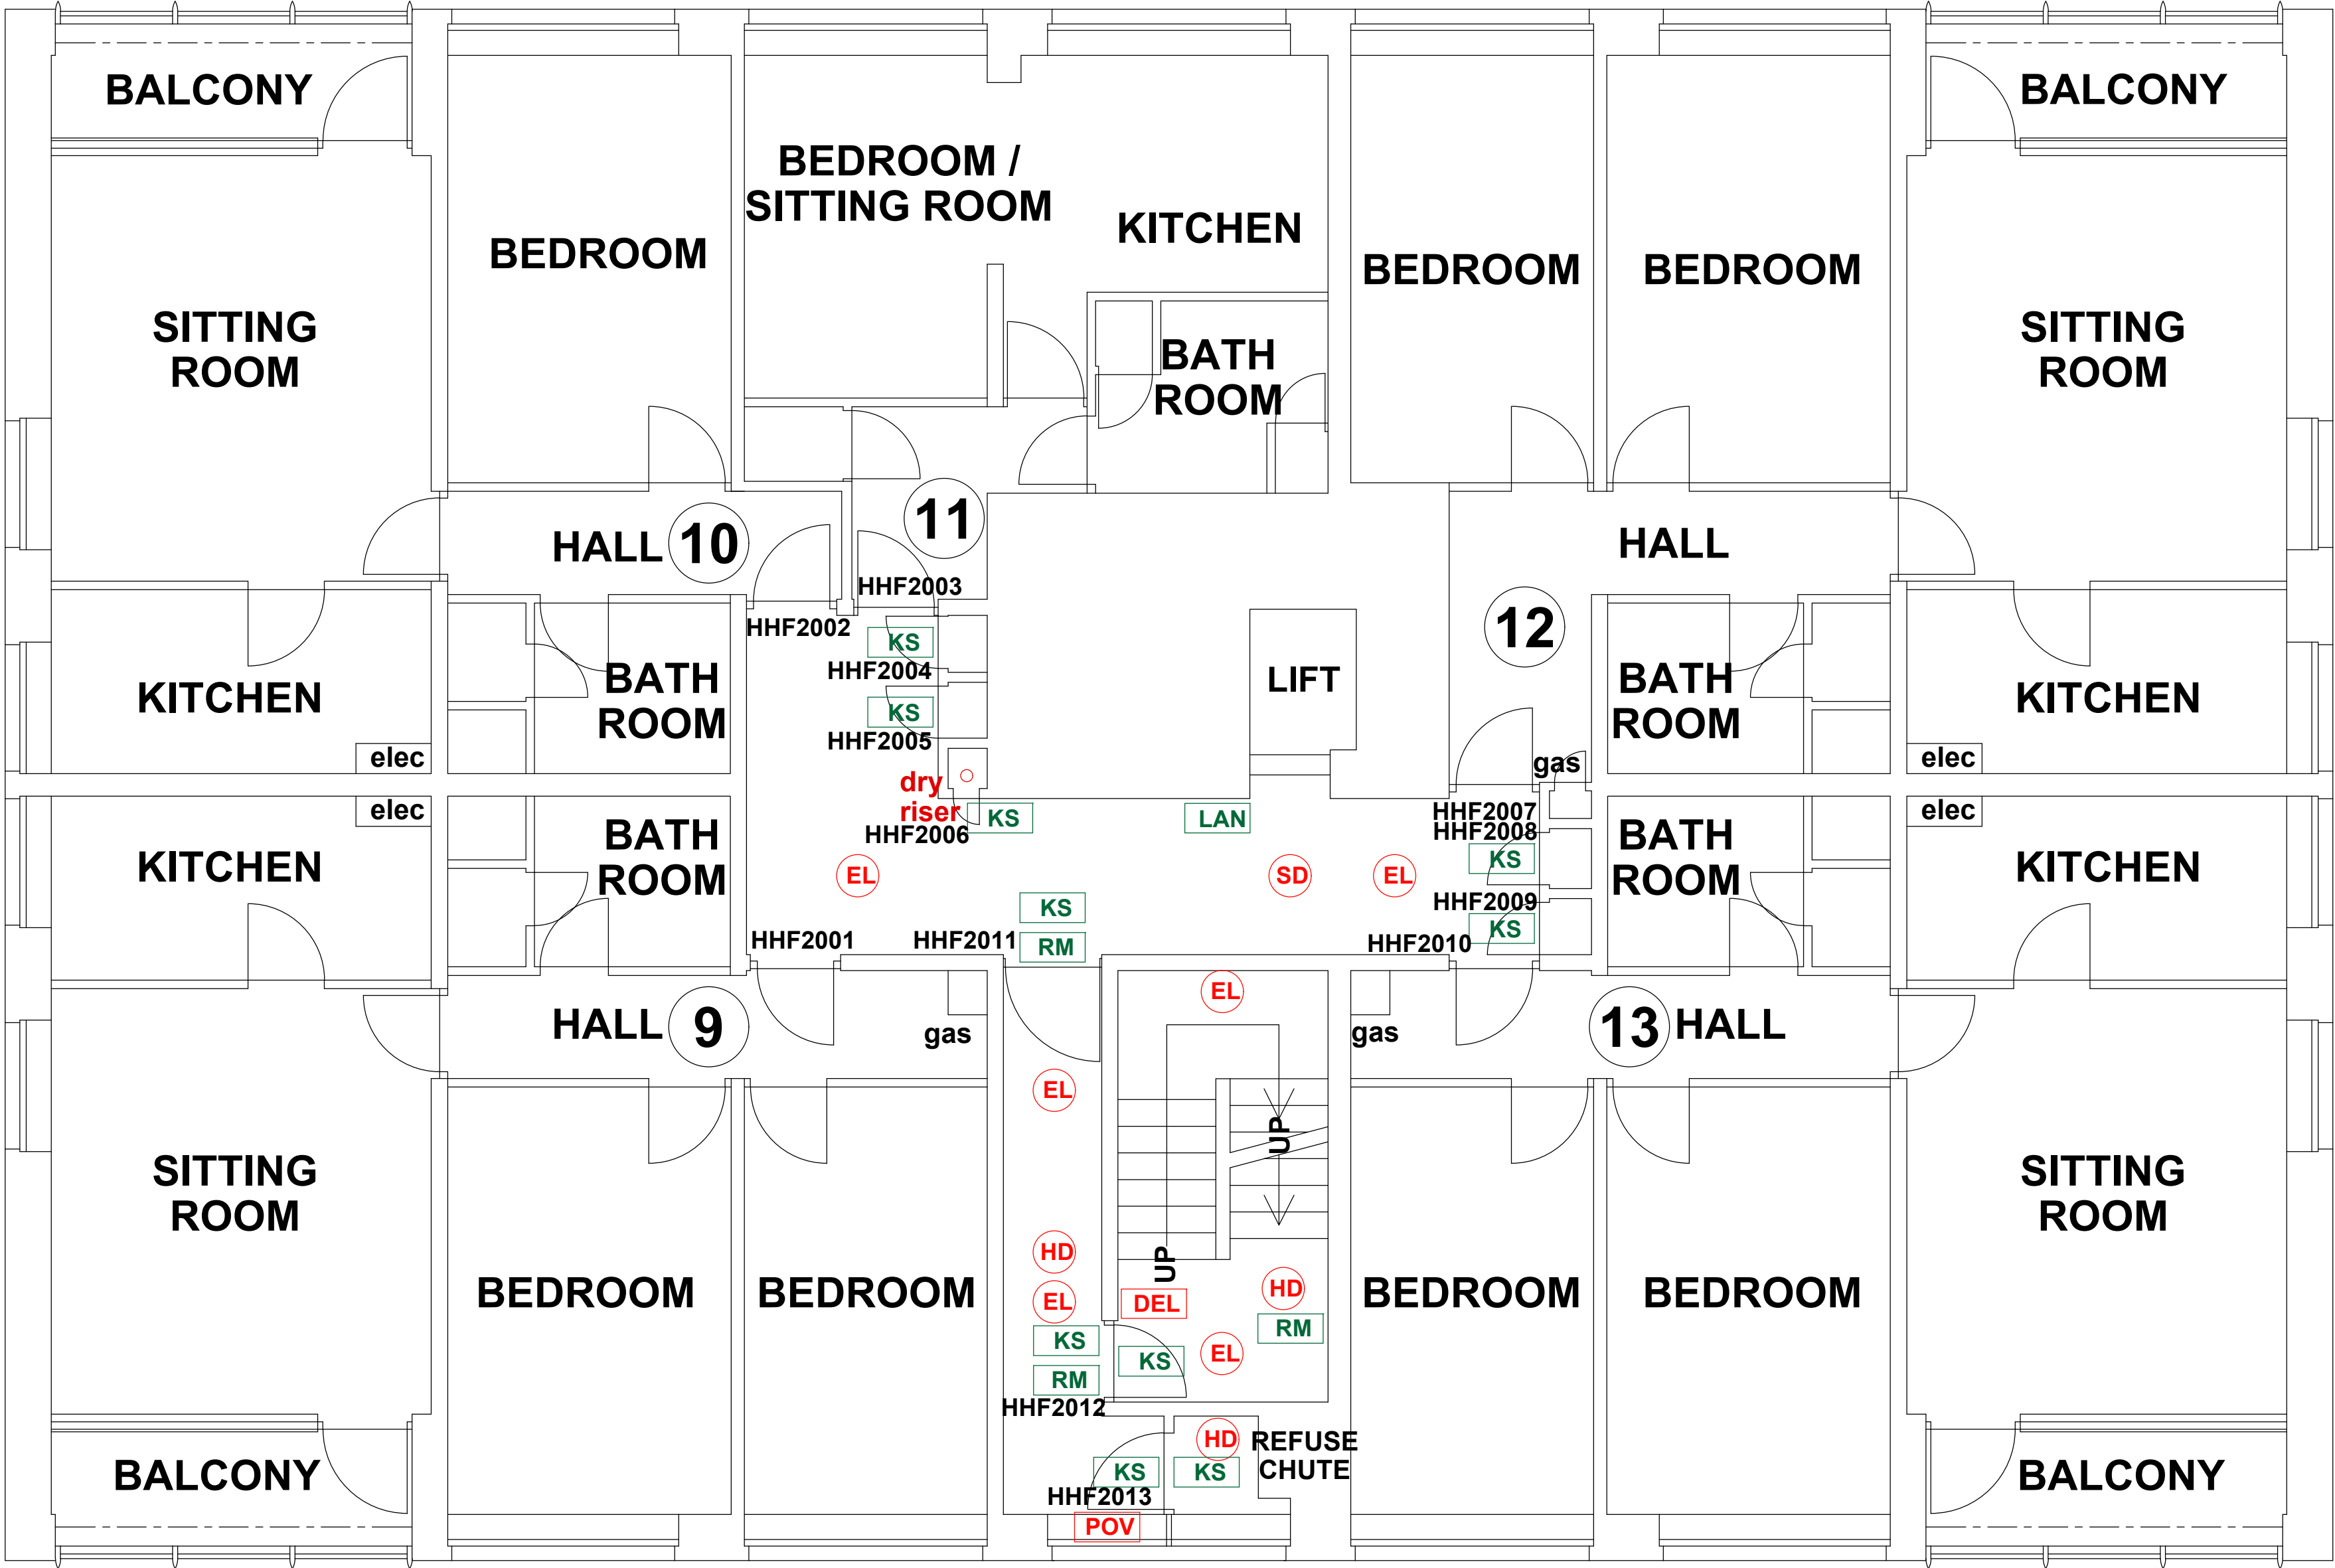 BALCONY
BALCONY
BEDROOM /
SITTING ROOM
KITCHEN
BEDROOM
BEDROOM
BEDROOM
SITTING
ROOM
BATH
ROOM
SITTING
ROOM
11
HALL
10
HALL
HHF2003
HHF2002
KS
HHF2004
12
LIFT
KITCHEN
BATH
ROOM
KS
HHF2005
BATH
ROOM
KITCHEN
elec
dry
riser
gas
elec
elec
HHF2006
KS
LAN
HHF2007
HHF2008
KS
elec
KITCHEN
BATH
ROOM
EL
SD
EL
BATH
ROOM
KITCHEN
KS
HHF2009
KS
HHF2001
HHF2011
RM
HHF2010
HALL
9
gas
EL
gas
13
HALL
EL
UP
SITTING
ROOM
HD
UP
SITTING
ROOM
BEDROOM
BEDROOM
EL
DEL
HD
BEDROOM
BEDROOM
KS
RM
KS
EL
RM
HHF2012
HD
REFUSE
CHUTE
BALCONY
KS
KS
BALCONY
HHF2013
POV